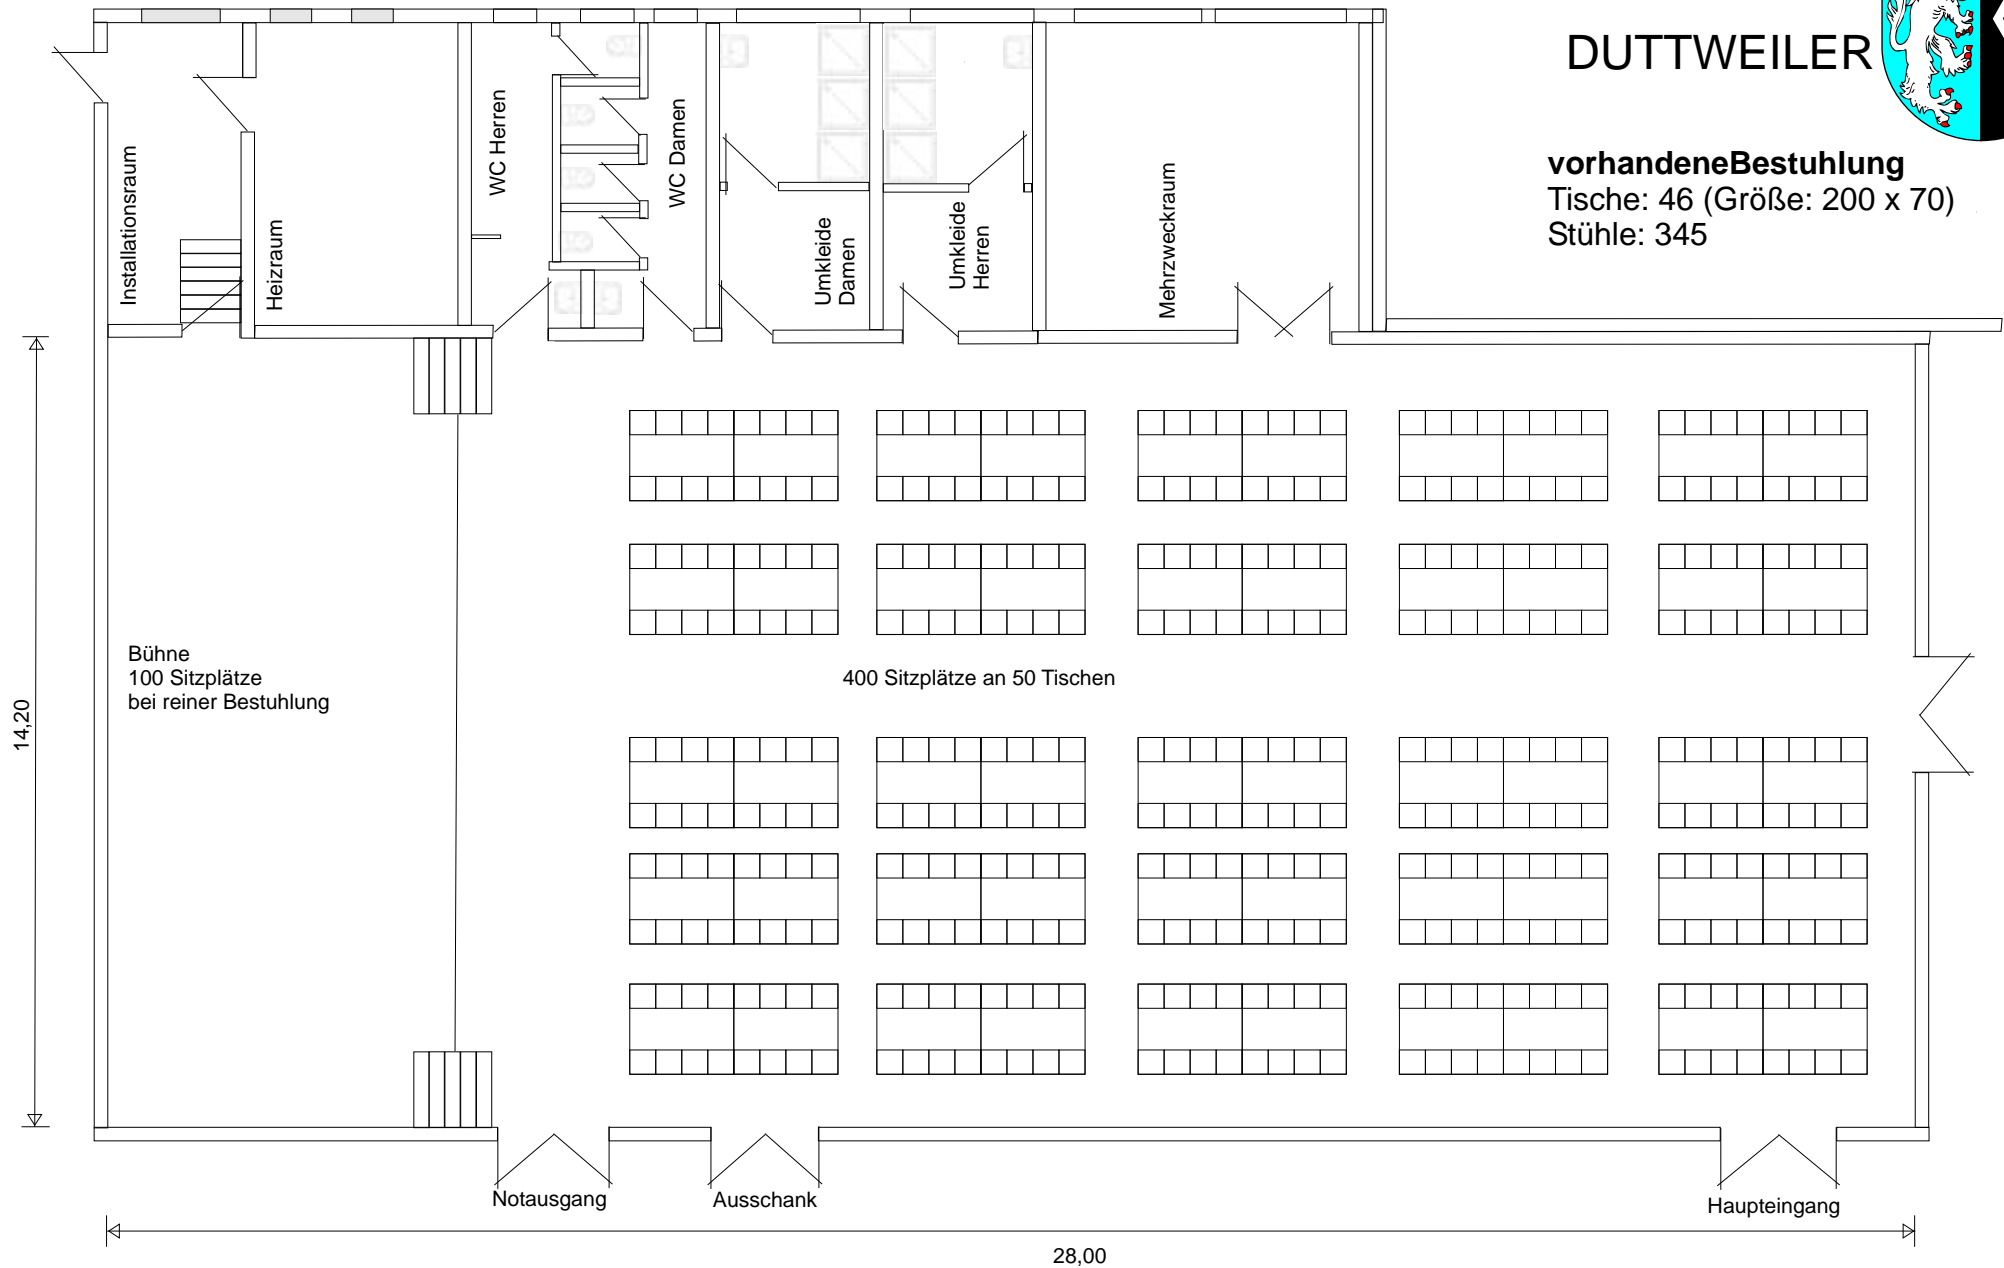 DUTTWEILER
vorhandeneBestuhlung
Tische: 46 (Größe: 200 x 70)
Stühle: 345
Installationsraum
Heizraum
WC Herren
WC Damen
Umkleide
Damen
Umkleide
Herren
Mehrzweckraum
Bühne
100 Sitzplätze
bei reiner Bestuhlung
400 Sitzplätze an 50 Tischen
14,20
Notausgang
Ausschank
Haupteingang
28,00